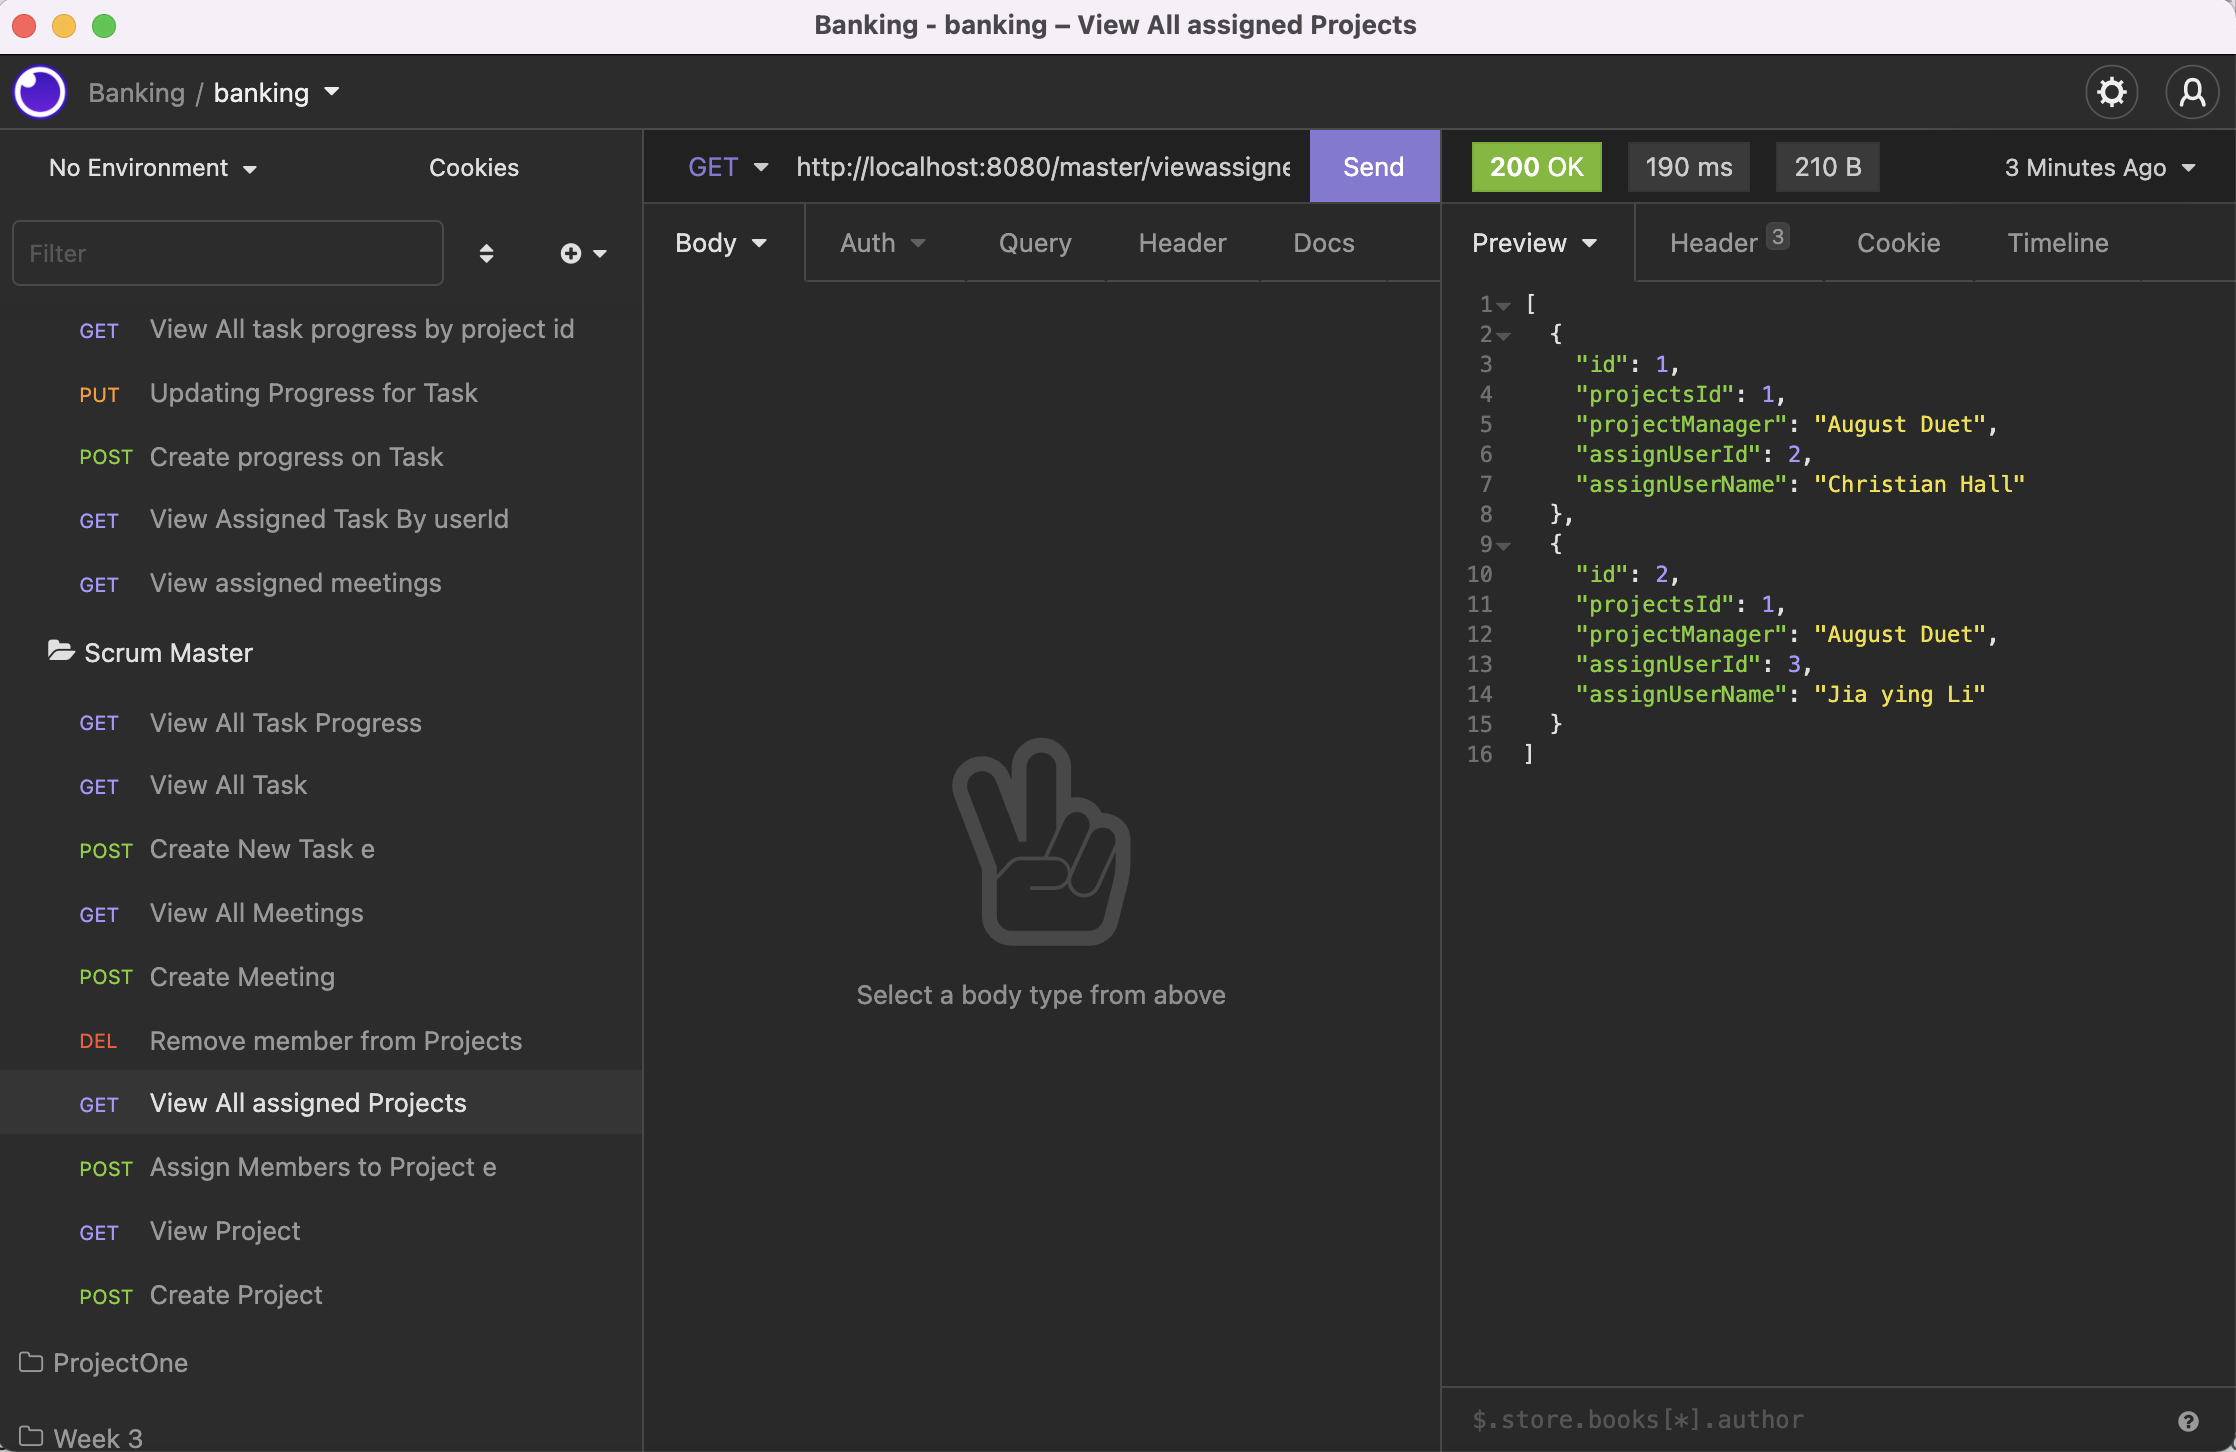 Banking - banking – View All assigned Projects
Banking / banking
No Environment
Cookies
GET
http://localhost:8080/master/viewassigne
Send
200 OK
190 ms
210 B
3 Minutes Ago
Filter
Body
Auth
Query
Header
Docs
Preview
Header 3
Cookie
Timeline
GET View All task progress by project id
PUT Updating Progress for Task
POST Create progress on Task
GET View Assigned Task By userId
GET View assigned meetings
Scrum Master
GET View All Task Progress
GET View All Task
POST Create New Task e
GET View All Meetings
POST Create Meeting
DEL Remove member from Projects
GET View All assigned Projects
POST Assign Members to Project e
GET View Project
POST Create Project
ProjectOne
Week 3
Select a body type from above
1 [
2 {
3 "id": 1,
4 "projectsId": 1,
5 "projectManager": "August Duet",
6 "assignUserId": 2,
7 "assignUserName": "Christian Hall"
8 },
9 {
10 "id": 2,
11 "projectsId": 1,
12 "projectManager": "August Duet",
13 "assignUserId": 3,
14 "assignUserName": "Jia ying Li"
15 }
16 ]
$.store.books[*].author
?